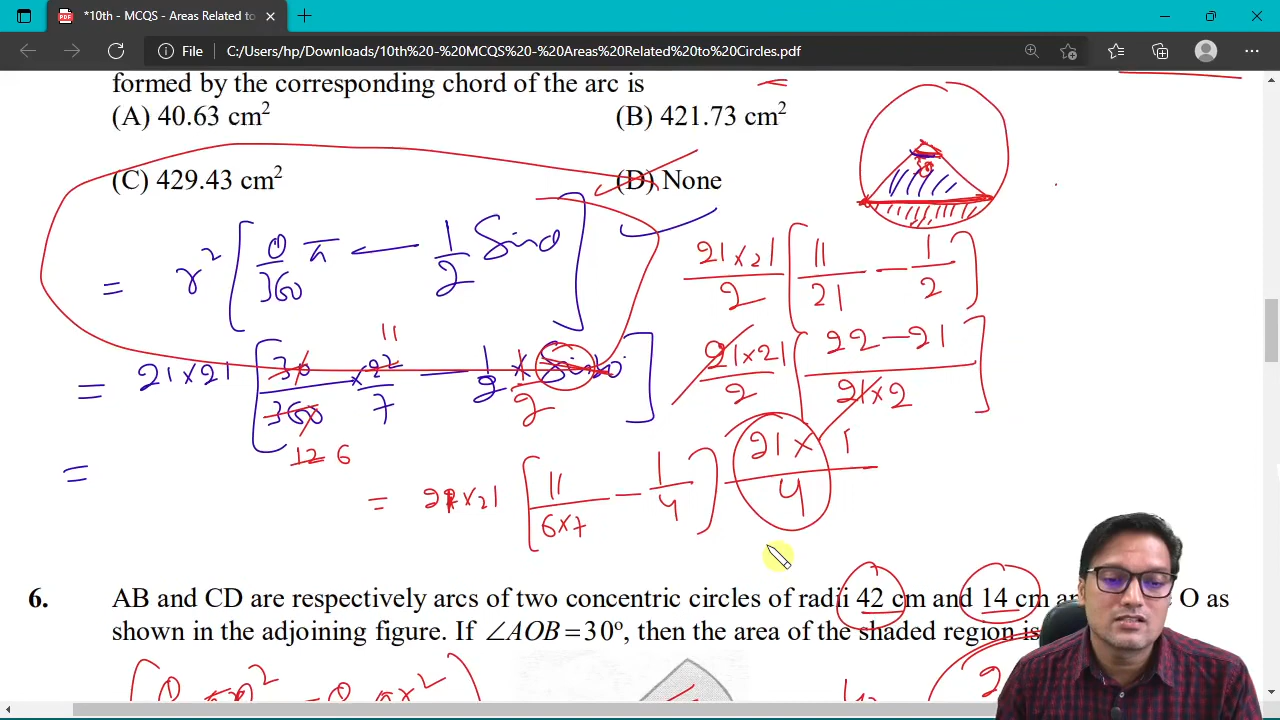 *10th - MCQS - Areas Related to
File C:/Users/hp/Downloads/10th%20-%20MCQS%20-%20Areas%20Related%20to%20Circles.pdf
formed by the corresponding chord of the arc is
(A) 40.63 cm² (B) 421.73 cm²
(C) 429.43 cm² (D) None
= r² [θ/360 π — 1/2 Sinθ]
21×21/2 [11/21 - 1/2]
= 21×21 [30/360 × 22/7 - 1/2 × 1/2]
11
12 6
21×21/2 [22-21/21×2]
=
= 21×21 [11/6×7 - 1/4]
21×1/4
6. AB and CD are respectively arcs of two concentric circles of radii 42 cm and 14 cm O as
shown in the adjoining figure. If ∠AOB = 30°, then the area of the shaded region is